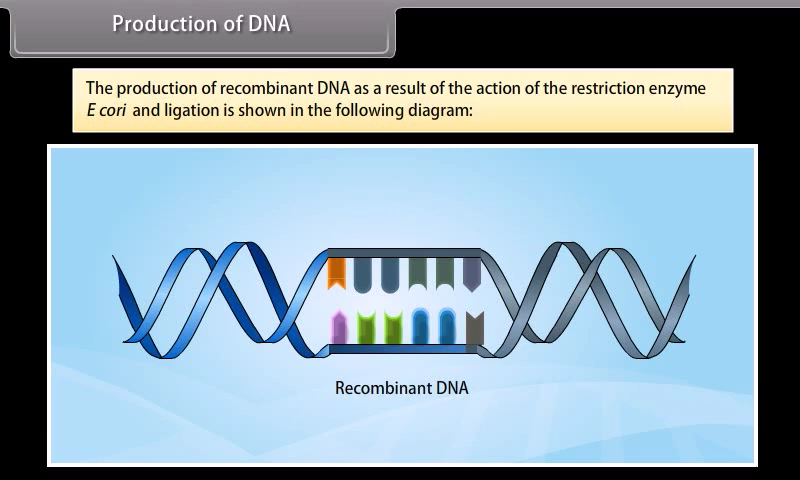 Production of DNA
The production of recombinant DNA as a result of the action of the restriction enzyme
E cori and ligation is shown in the following diagram:
Recombinant DNA